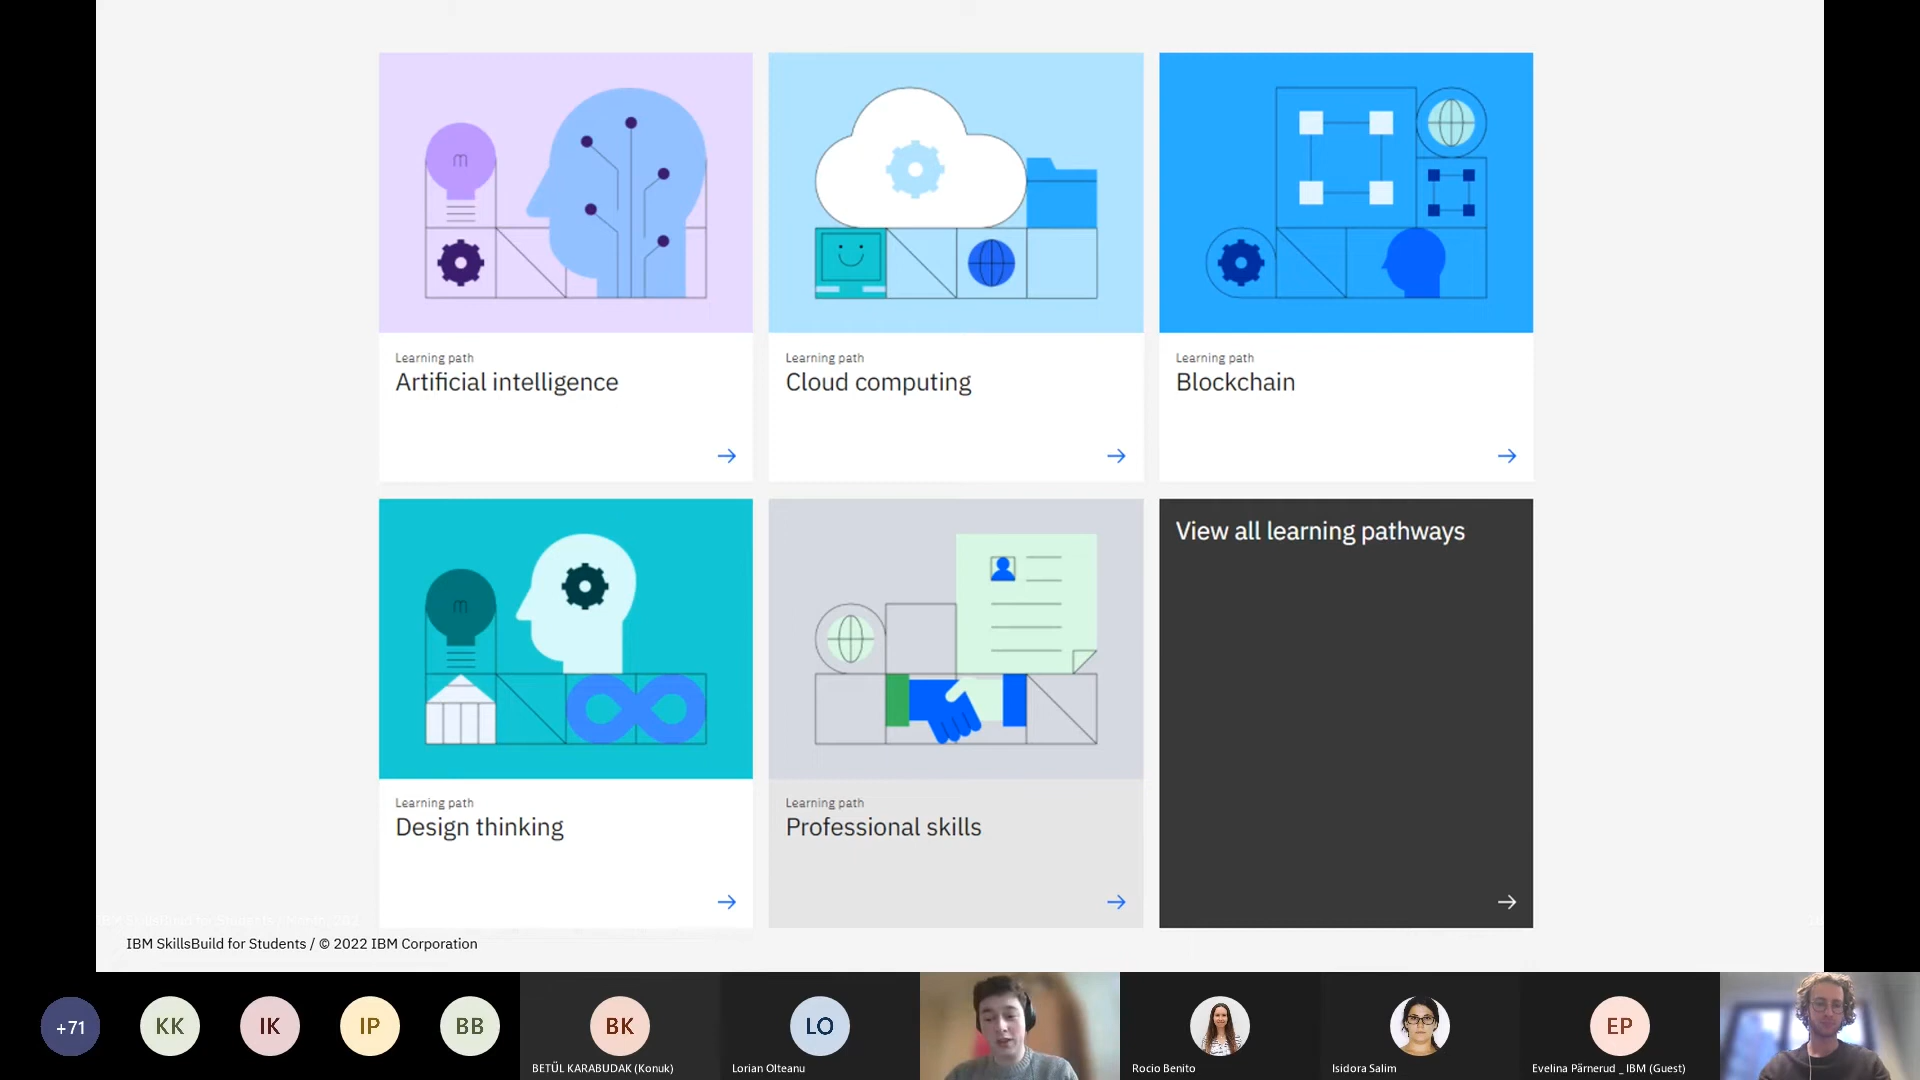 Learning path
Artificial intelligence
Learning path
Cloud computing
Learning path
Blockchain
Learning path
Design thinking
Learning path
Professional skills
View all learning pathways
IBM SkillsBuild for Students / © 2022 IBM Corporation
+71
KK
IK
IP
BB
BK
BETÜL KARABUDAK (Konuk)
LO
Lorian Olteanu
Rocio Benito
Isidora Salim
EP
Evelina Pärnerud _ IBM (Guest)